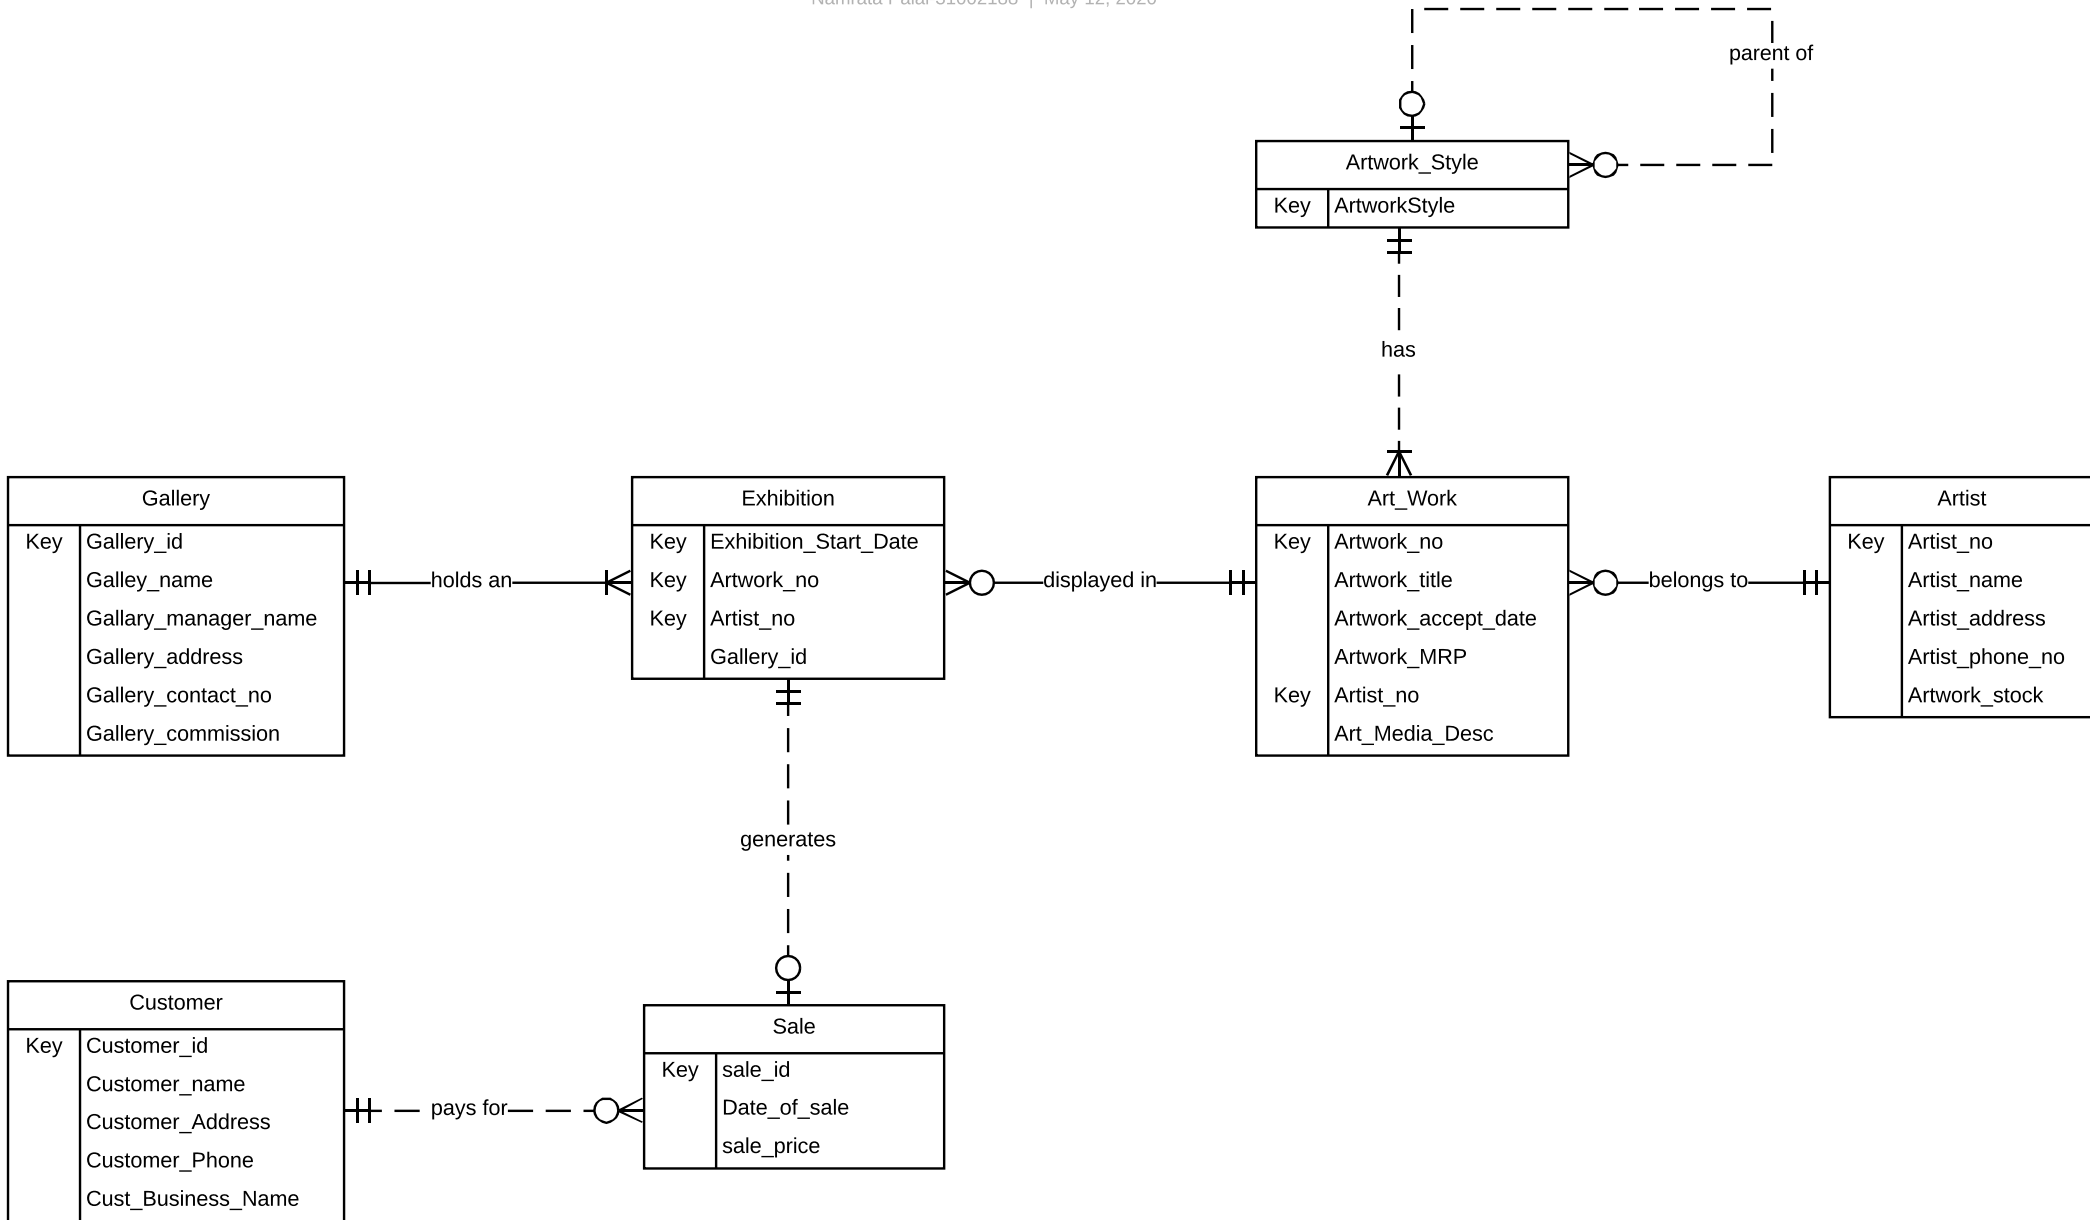 parent of
Artwork_Style
Key ArtworkStyle
has
Gallery
Key Gallery_id
Galley_name
Gallary_manager_name
Gallery_address
Gallery_contact_no
Gallery_commission
holds an
Exhibition
Key Exhibition_Start_Date
Key Artwork_no
Key Artist_no
Gallery_id
displayed in
Art_Work
Key Artwork_no
Artwork_title
Artwork_accept_date
Artwork_MRP
Key Artist_no
Art_Media_Desc
belongs to
Artist
Key Artist_no
Artist_name
Artist_address
Artist_phone_no
Artwork_stock
generates
Customer
Key Customer_id
Customer_name
Customer_Address
Customer_Phone
Cust_Business_Name
pays for
Sale
Key sale_id
Date_of_sale
sale_price